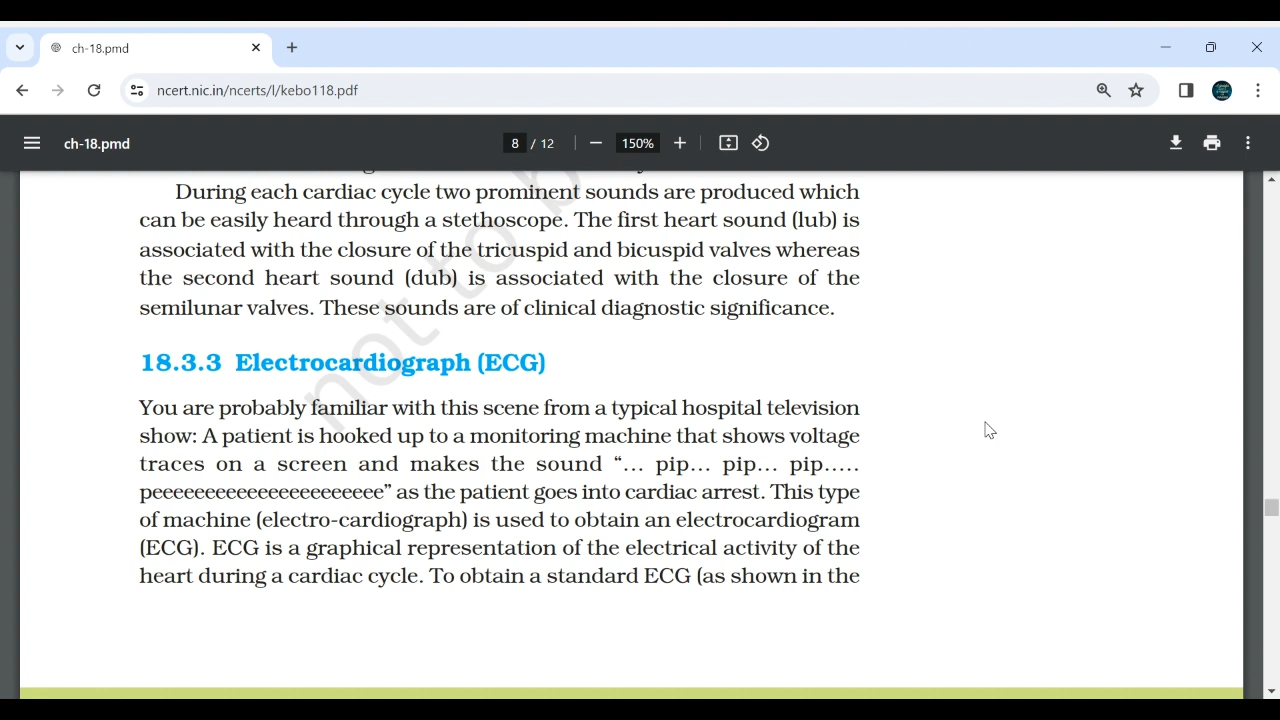 ch-18.pmd
ncert.nic.in/ncerts/l/kebo118.pdf
ch-18.pmd
8 / 12
150%
During each cardiac cycle two prominent sounds are produced which
can be easily heard through a stethoscope. The first heart sound (lub) is
associated with the closure of the tricuspid and bicuspid valves whereas
the second heart sound (dub) is associated with the closure of the
semilunar valves. These sounds are of clinical diagnostic significance.
18.3.3 Electrocardiograph (ECG)
You are probably familiar with this scene from a typical hospital television
show: A patient is hooked up to a monitoring machine that shows voltage
traces on a screen and makes the sound “... pip... pip... pip.....
peeeeeeeeeeeeeeeeeeeeee” as the patient goes into cardiac arrest. This type
of machine (electro-cardiograph) is used to obtain an electrocardiogram
(ECG). ECG is a graphical representation of the electrical activity of the
heart during a cardiac cycle. To obtain a standard ECG (as shown in the
not to b